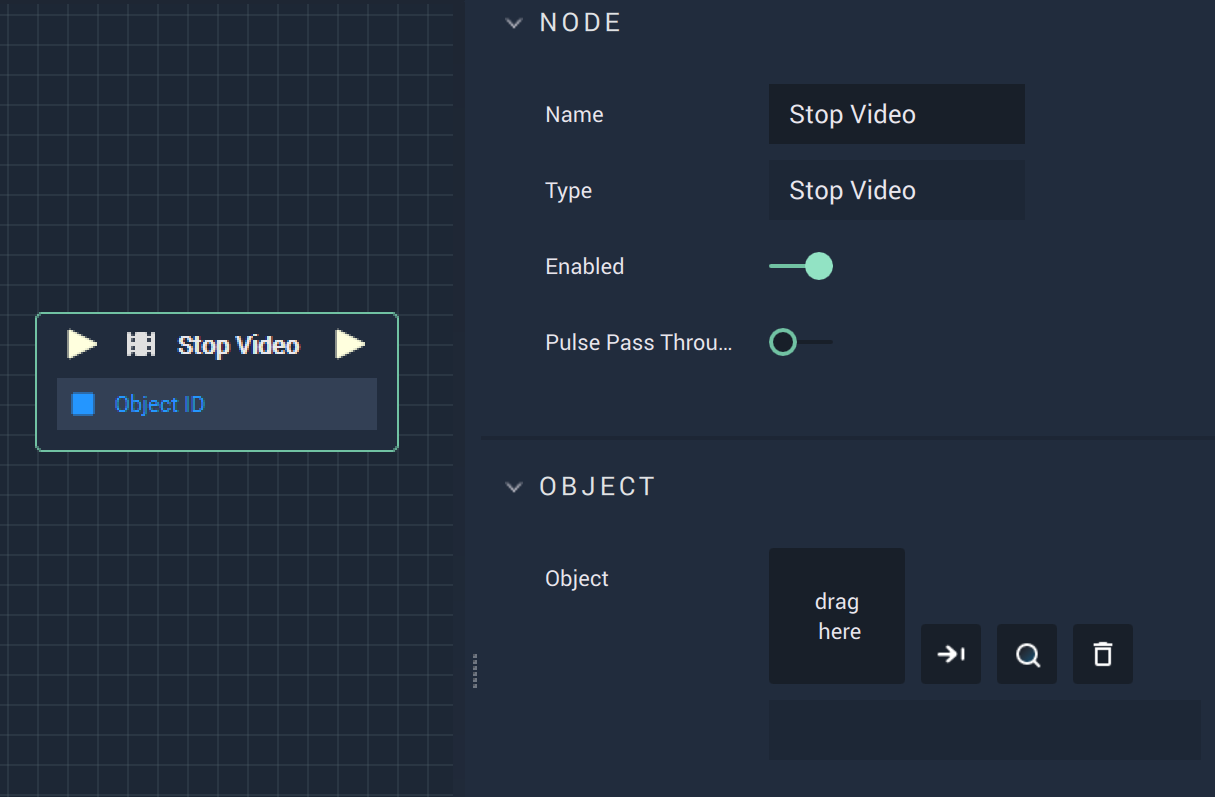 Stop Video
Object ID
NODE
Name
Stop Video
Type
Stop Video
Enabled
Pulse Pass Throu...
OBJECT
Object
drag
here